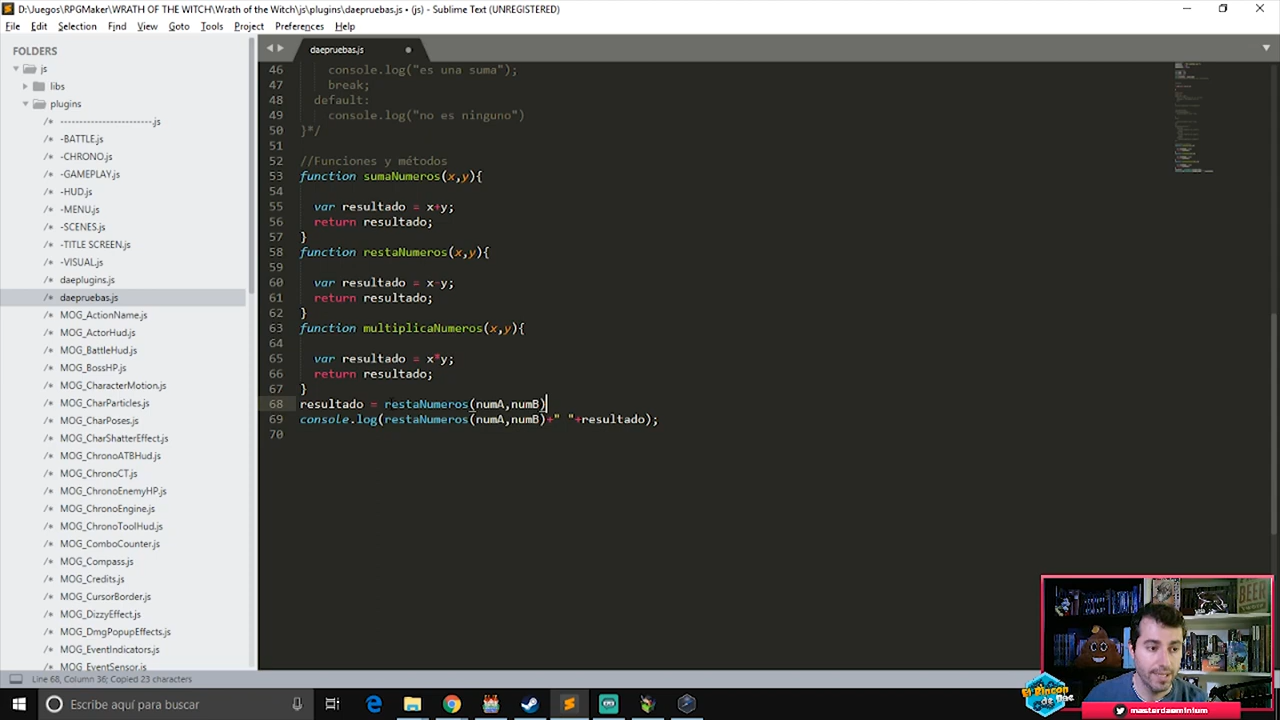 D:\Juegos\RPGMaker\WRATH OF THE WITCH\Wrath of the Witch\js\plugins\daepruebas.js • (js) - Sublime Text (UNREGISTERED)
File Edit Selection Find View Goto Tools Project Preferences Help
FOLDERS
js
libs
plugins
/* ------------------------.js
/* -BATTLE.js
/* -CHRONO.js
/* -GAMEPLAY.js
/* -HUD.js
/* -MENU.js
/* -SCENES.js
/* -TITLE SCREEN.js
/* -VISUAL.js
/* daeplugins.js
/* daepruebas.js
/* MOG_ActionName.js
/* MOG_ActorHud.js
/* MOG_BattleHud.js
/* MOG_BossHP.js
/* MOG_CharacterMotion.js
/* MOG_CharParticles.js
/* MOG_CharPoses.js
/* MOG_CharShatterEffect.js
/* MOG_ChronoATBHud.js
/* MOG_ChronoCT.js
/* MOG_ChronoEnemyHP.js
/* MOG_ChronoEngine.js
/* MOG_ChronoToolHud.js
/* MOG_ComboCounter.js
/* MOG_Compass.js
/* MOG_Credits.js
/* MOG_CursorBorder.js
/* MOG_DizzyEffect.js
/* MOG_DmgPopupEffects.js
/* MOG_EventIndicators.js
/* MOG_EventSensor.js
daepruebas.js
46 console.log("es una suma");
47 break;
48 default:
49 console.log("no es ninguno")
50 }*/
51
52 //Funciones y métodos
53 function sumaNumeros(x,y){
54
55 var resultado = x+y;
56 return resultado;
57 }
58 function restaNumeros(x,y){
59
60 var resultado = x-y;
61 return resultado;
62 }
63 function multiplicaNumeros(x,y){
64
65 var resultado = x*y;
66 return resultado;
67 }
68 resultado = restaNumeros(numA,numB)
69 console.log(restaNumeros(numA,numB)+" "+resultado);
70
BEER
El Rincón
de Dae
masterdaeminium
Line 68, Column 36; Copied 23 characters
Escribe aquí para buscar